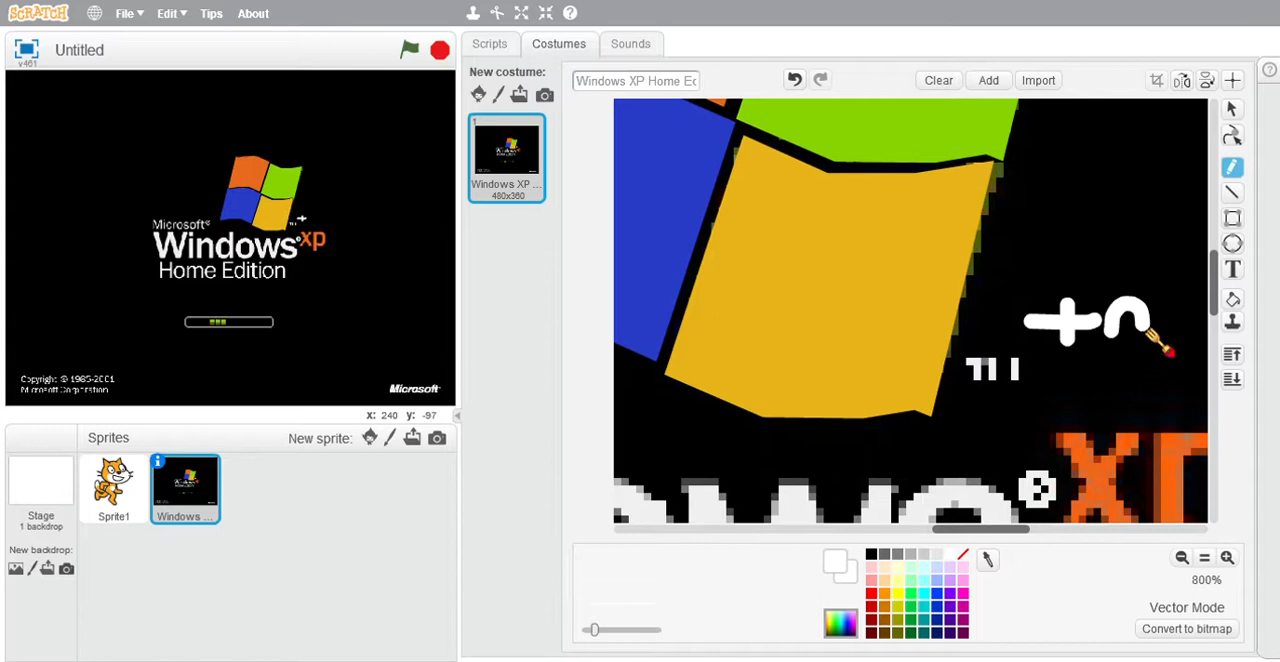 SCRATCH File Edit Tips About
Untitled
v461
Scripts Costumes Sounds
New costume:
Windows XP Home Ec
Clear Add Import
1
Windows XP ...
480x360
Microsoft®
Windows® xp
Home Edition
Copyright © 1985-2001
Microsoft Corporation
Microsoft
x: 240 y: -97
Sprites New sprite:
Stage
1 backdrop
New backdrop:
Sprite1
Windows ...
800%
Vector Mode
Convert to bitmap